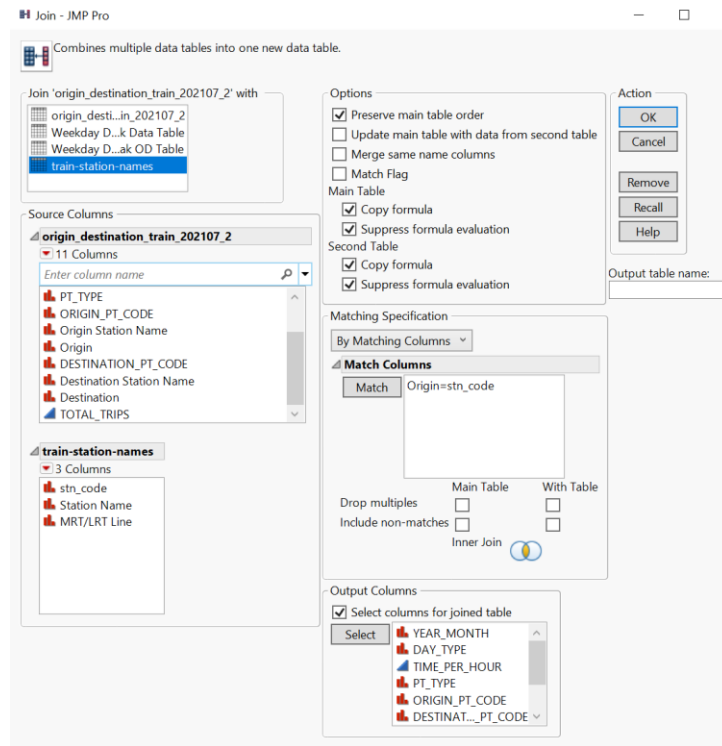 Join - JMP Pro
Combines multiple data tables into one new data table.
Join 'origin_destination_train_202107_2' with
origin_desti...in_202107_2
Weekday D...k Data Table
Weekday D...ak OD Table
train-station-names
Source Columns
origin_destination_train_202107_2
11 Columns
Enter column name
PT_TYPE
ORIGIN_PT_CODE
Origin Station Name
Origin
DESTINATION_PT_CODE
Destination Station Name
Destination
TOTAL_TRIPS
train-station-names
3 Columns
stn_code
Station Name
MRT/LRT Line
Options
Preserve main table order
Update main table with data from second table
Merge same name columns
Match Flag
Main Table
Copy formula
Suppress formula evaluation
Second Table
Copy formula
Suppress formula evaluation
Matching Specification
By Matching Columns
Match Columns
Match Origin=stn_code
Main Table With Table
Drop multiples
Include non-matches
Inner Join
Output Columns
Select columns for joined table
Select
YEAR_MONTH
DAY_TYPE
TIME_PER_HOUR
PT_TYPE
ORIGIN_PT_CODE
DESTINAT..._PT_CODE
Action
OK
Cancel
Remove
Recall
Help
Output table name: